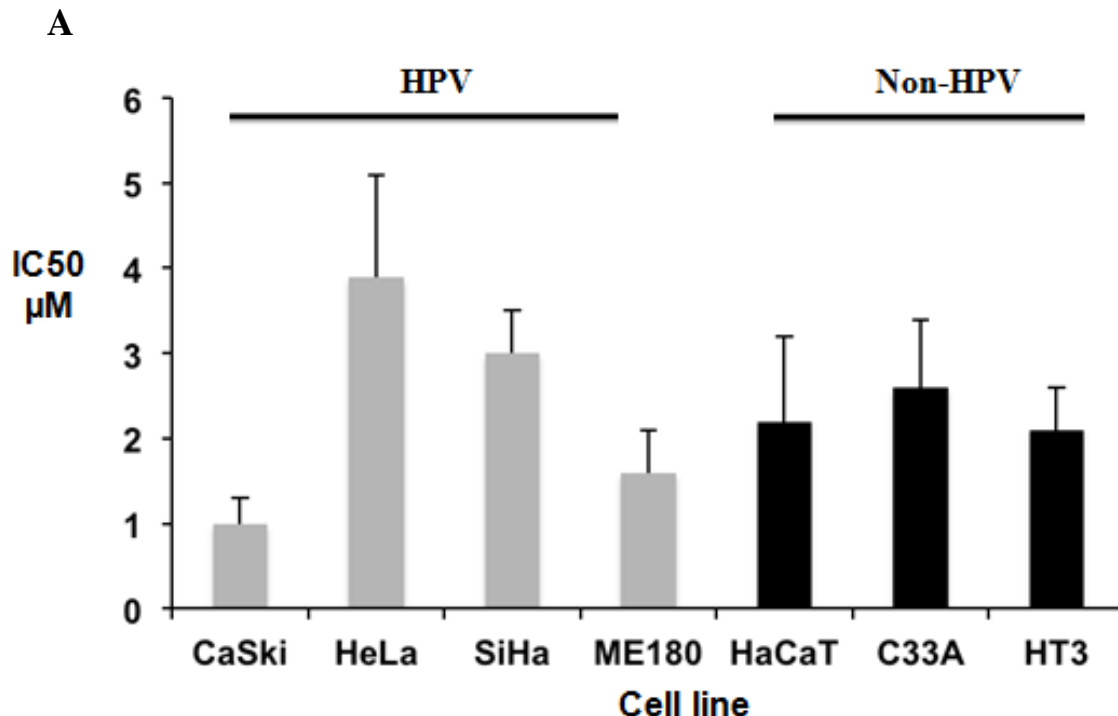 A
HPV
Non-HPV
6
5
4
3
2
1
0
IC50
µM
CaSki HeLa SiHa ME180 HaCaT C33A HT3
Cell line